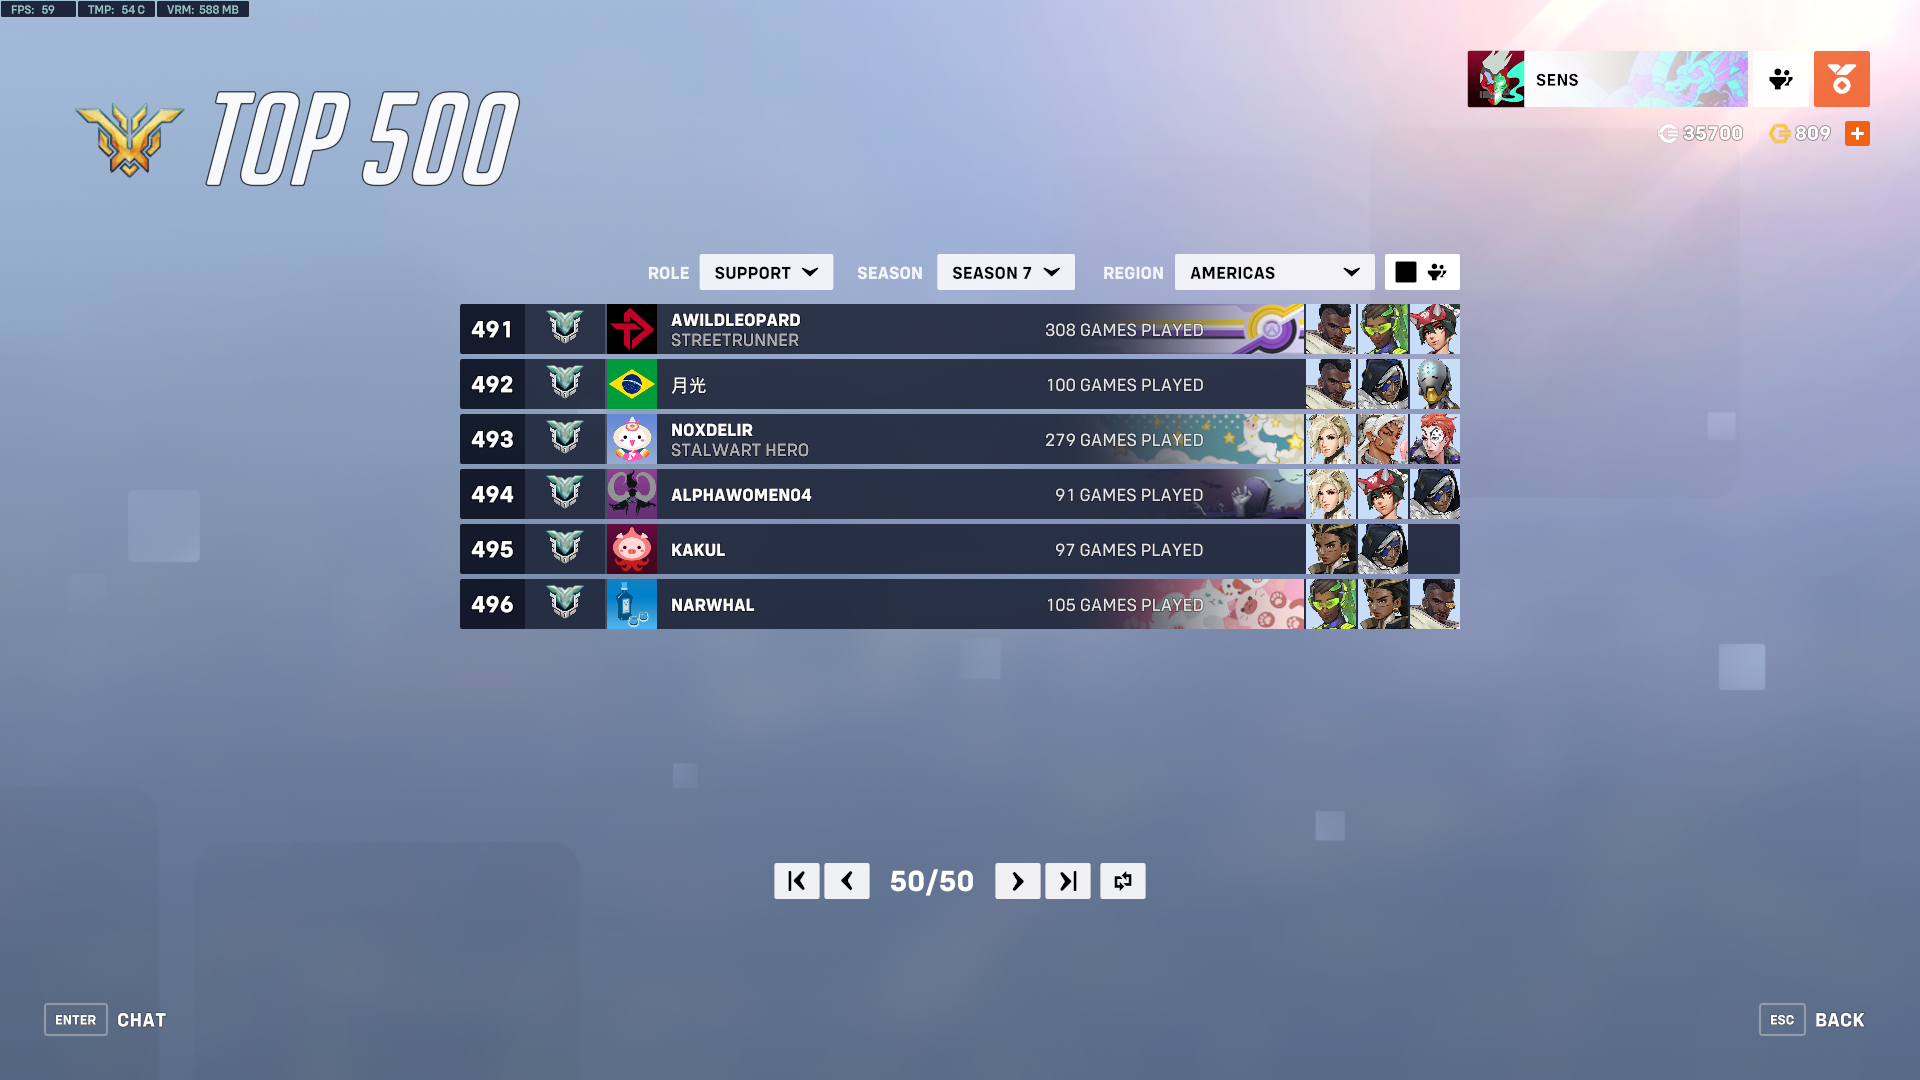 FPS: 59 TMP: 54 C VRM: 588 MB
TOP 500
SENS
35700 809
ROLE SUPPORT SEASON SEASON 7 REGION AMERICAS
491 AWILDLEOPARD 308 GAMES PLAYED
STREETRUNNER
492 月光 100 GAMES PLAYED
493 NOXDELIR 279 GAMES PLAYED
STALWART HERO
494 ALPHAWOMEN04 91 GAMES PLAYED
495 KAKUL 97 GAMES PLAYED
496 NARWHAL 105 GAMES PLAYED
50/50
ENTER CHAT
ESC BACK